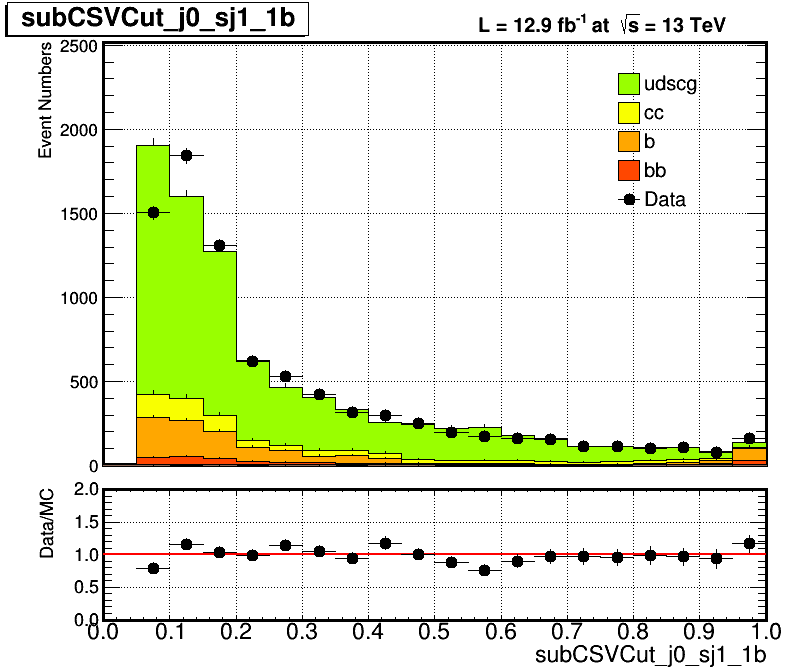 subCSVCut_j0_sj1_1b
L = 12.9 fb-1 at √s = 13 TeV
Event Numbers
2500
2000
1500
1000
500
0
udscg
cc
b
bb
Data
Data/MC
2.0
1.5
1.0
0.5
0.0
0.0 0.1 0.2 0.3 0.4 0.5 0.6 0.7 0.8 0.9 1.0
subCSVCut_j0_sj1_1b